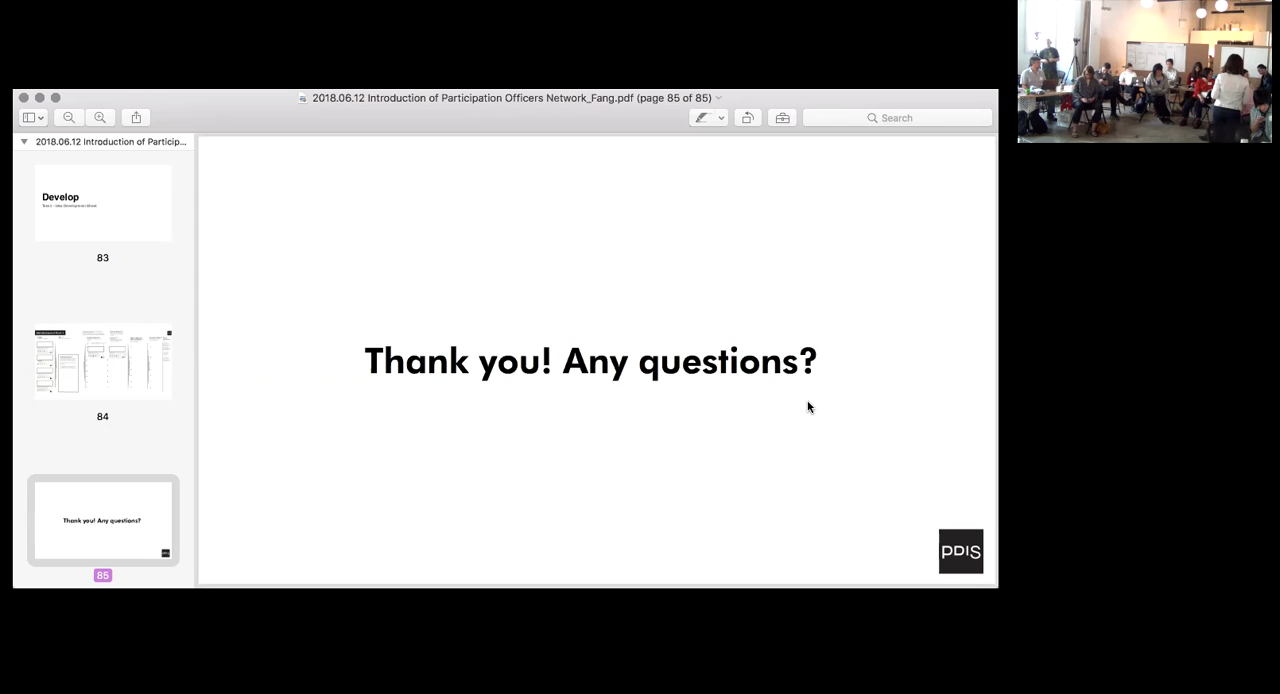 2018.06.12 Introduction of Participation Officers Network_Fang.pdf (page 85 of 85)
Search
2018.06.12 Introduction of Particip...
Develop
83
84
Thank you! Any questions?
85
Thank you! Any questions?
PDIS